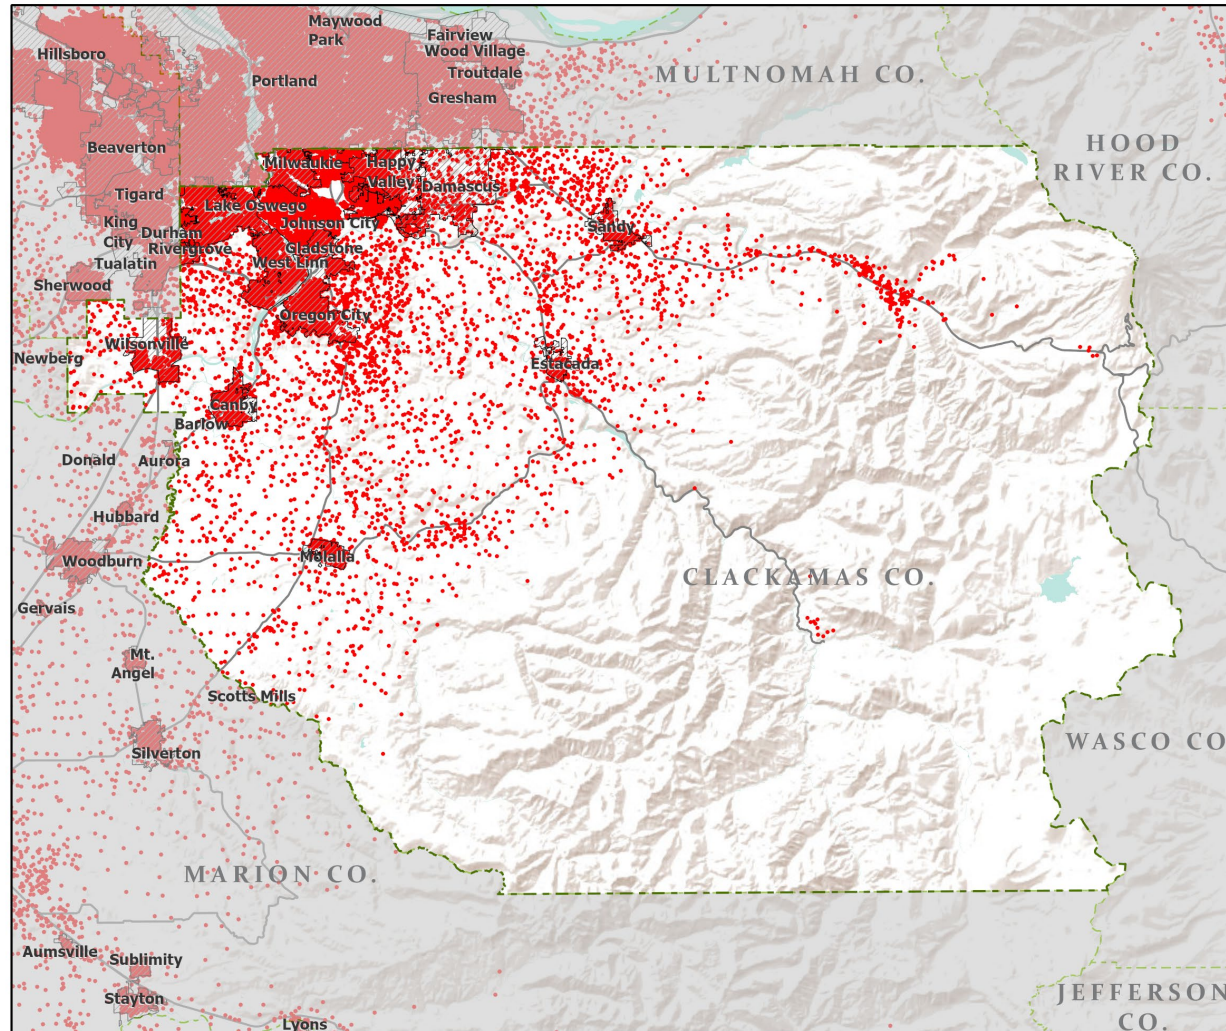 Maywood
Park
Fairview
Wood Village
Hillsboro
Troutdale
MULTNOMAH CO.
Portland
Gresham
HOOD
RIVER CO.
Beaverton
Milwaukie
Happy
Valley
Damascus
Tigard
Lake Oswego
King
City
Johnson City
Durham
Sandy
Rivergrove
Gladstone
West Linn
Tualatin
Sherwood
Oregon City
Wilsonville
Newberg
Estacada
Canby
Barlow
Donald
Aurora
Hubbard
Woodburn
Molalla
CLACKAMAS CO.
Gervais
Mt.
Angel
Scotts Mills
Silverton
WASCO CO
MARION CO.
Aumsville
Sublimity
Stayton
JEFFERSON
CO.
Lyons